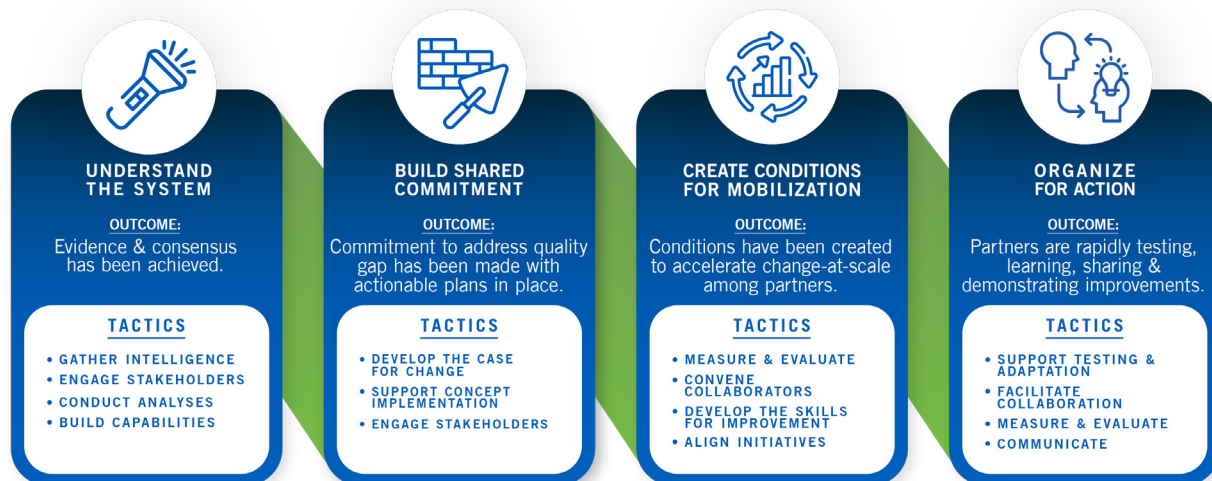 UNDERSTAND
THE SYSTEM
OUTCOME:
Evidence & consensus
has been achieved.
TACTICS
• GATHER INTELLIGENCE
• ENGAGE STAKEHOLDERS
• CONDUCT ANALYSES
• BUILD CAPABILITIES
BUILD SHARED
COMMITMENT
OUTCOME:
Commitment to address quality
gap has been made with
actionable plans in place.
TACTICS
• DEVELOP THE CASE
FOR CHANGE
• SUPPORT CONCEPT
IMPLEMENTATION
• ENGAGE STAKEHOLDERS
CREATE CONDITIONS
FOR MOBILIZATION
OUTCOME:
Conditions have been created
to accelerate change-at-scale
among partners.
TACTICS
• MEASURE & EVALUATE
• CONVENE
COLLABORATORS
• DEVELOP THE SKILLS
FOR IMPROVEMENT
• ALIGN INITIATIVES
ORGANIZE
FOR ACTION
OUTCOME:
Partners are rapidly testing,
learning, sharing &
demonstrating improvements.
TACTICS
• SUPPORT TESTING &
ADAPTATION
• FACILITATE
COLLABORATION
• MEASURE & EVALUATE
• COMMUNICATE